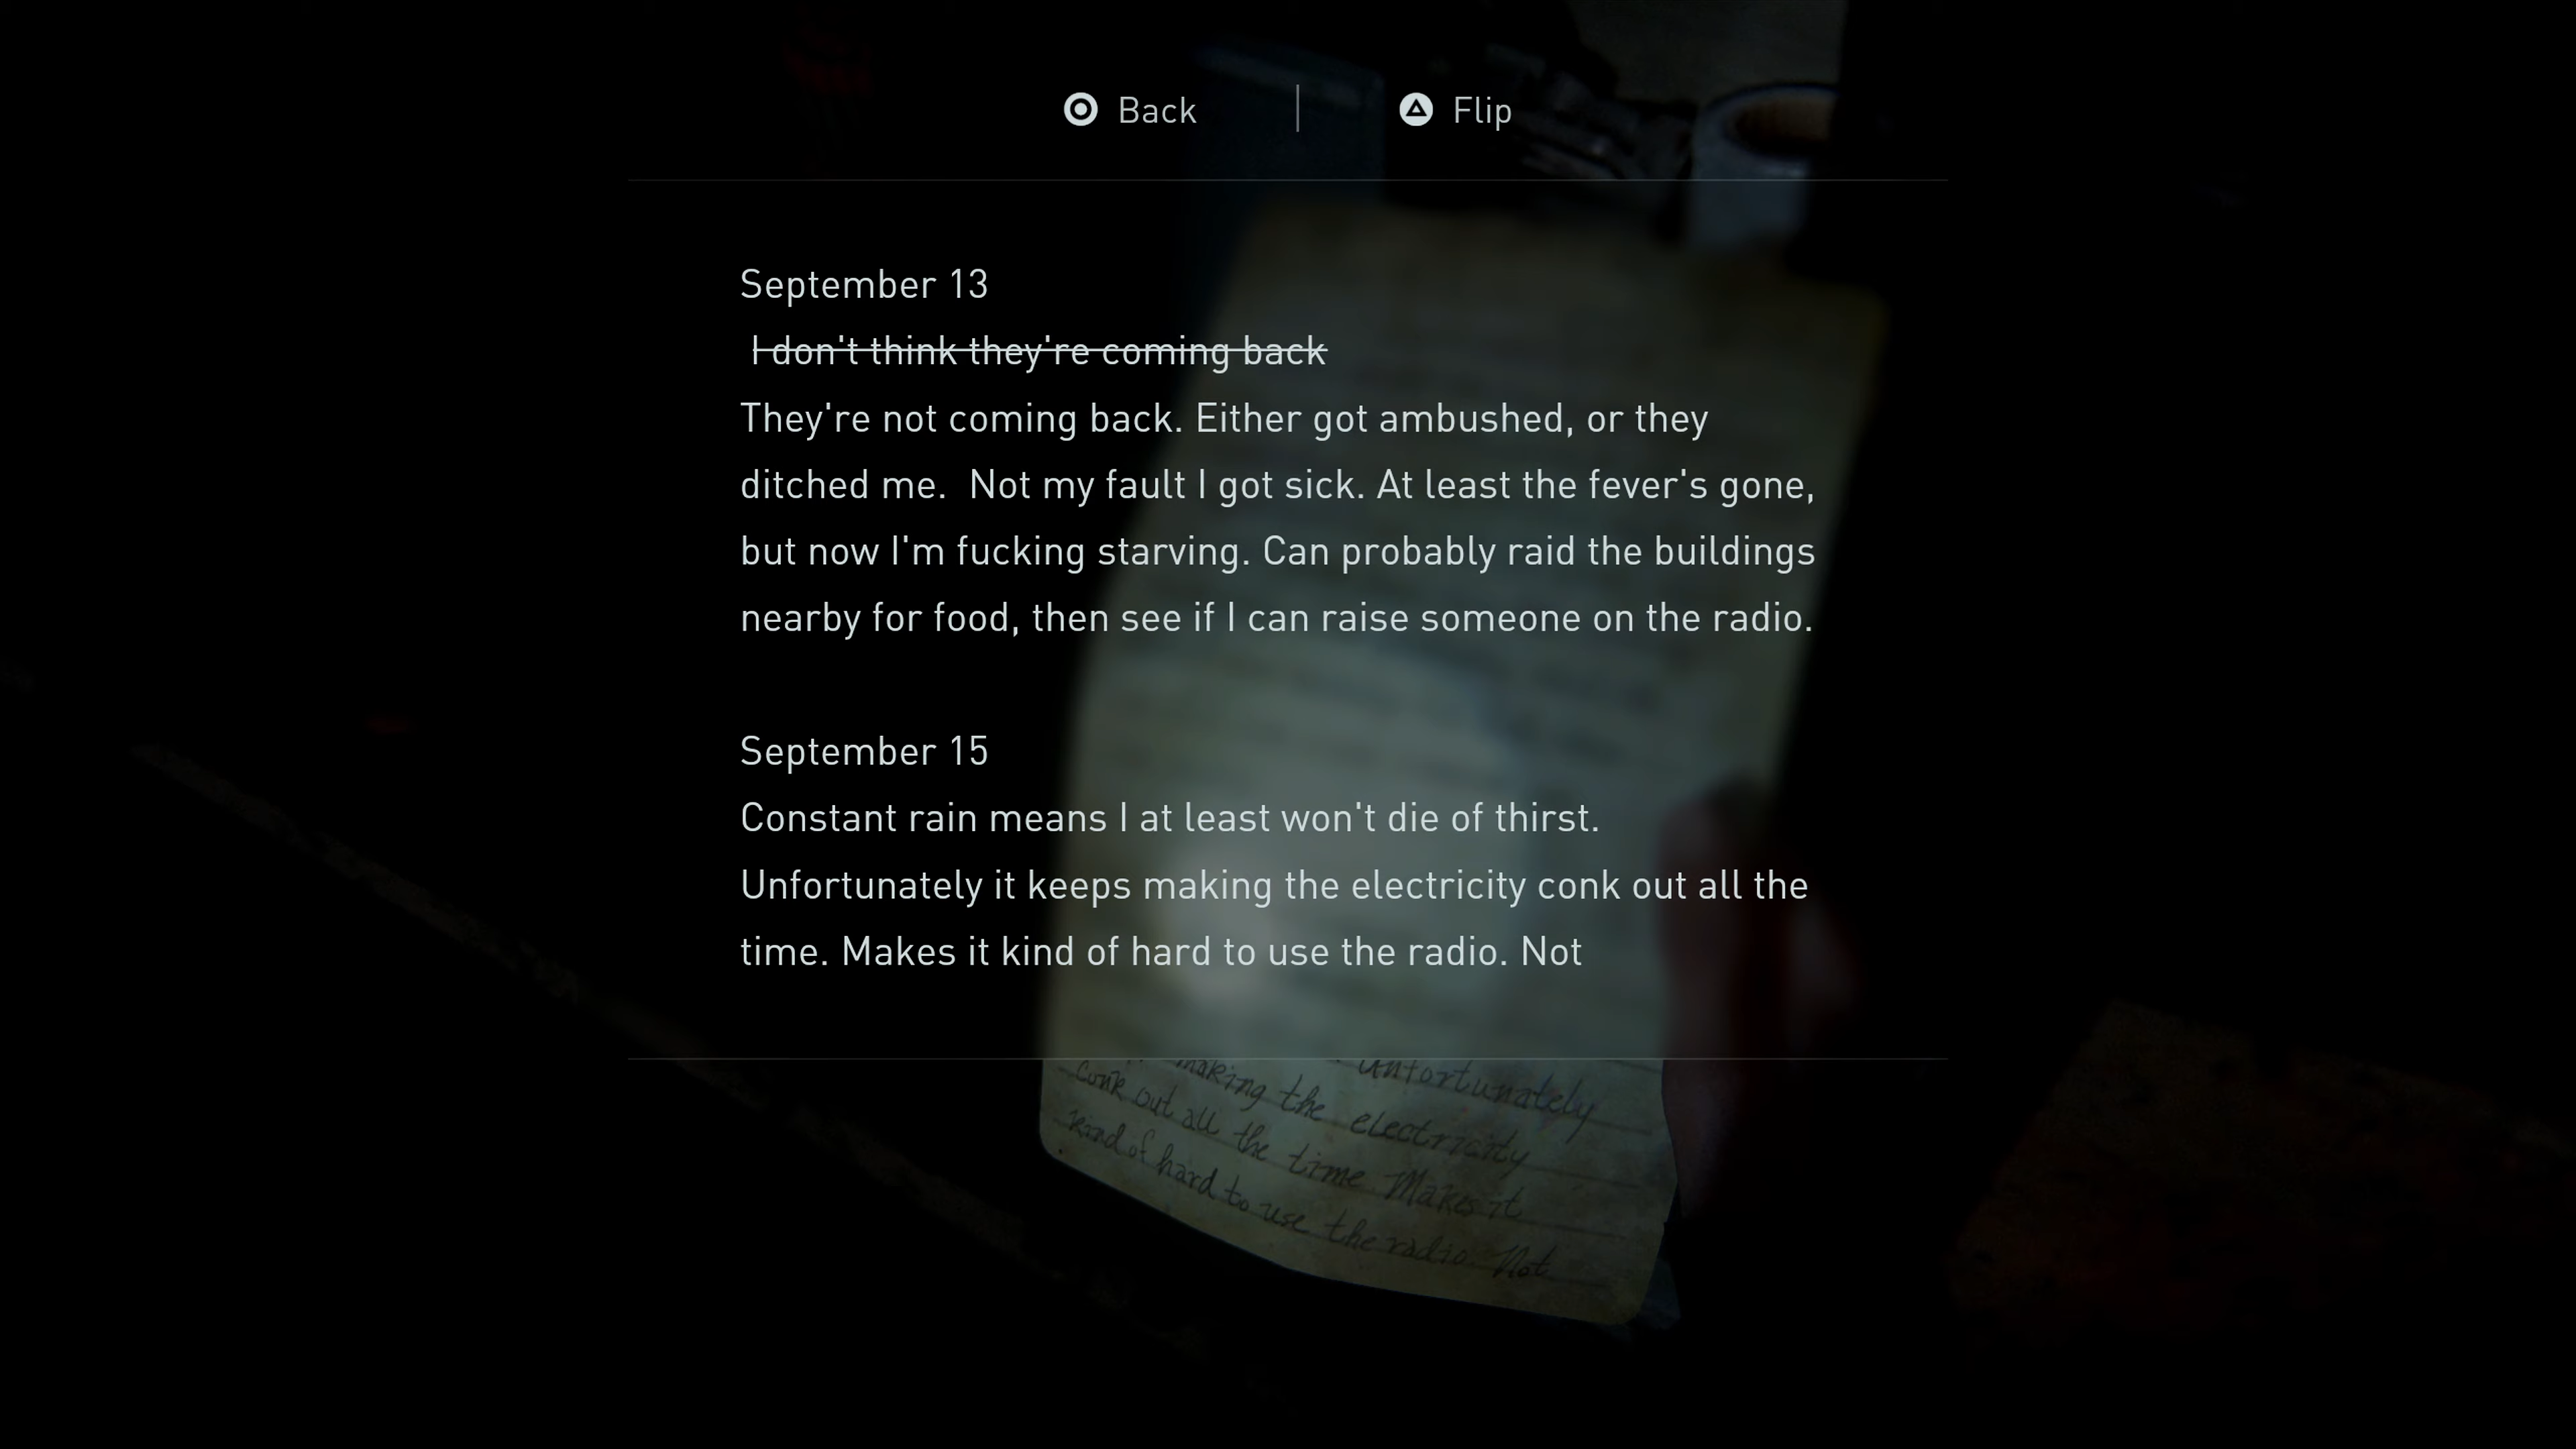 Back
Flip
September 13
I don't think they're coming back
They're not coming back. Either got ambushed, or they
ditched me.  Not my fault I got sick. At least the fever's gone,
but now I'm fucking starving. Can probably raid the buildings
nearby for food, then see if I can raise someone on the radio.
September 15
Constant rain means I at least won't die of thirst.
Unfortunately it keeps making the electricity conk out all the
time. Makes it kind of hard to use the radio. Not
Unfortunately
making the electricity
conk out all the time Makes it
kind of hard to use the radio. Not